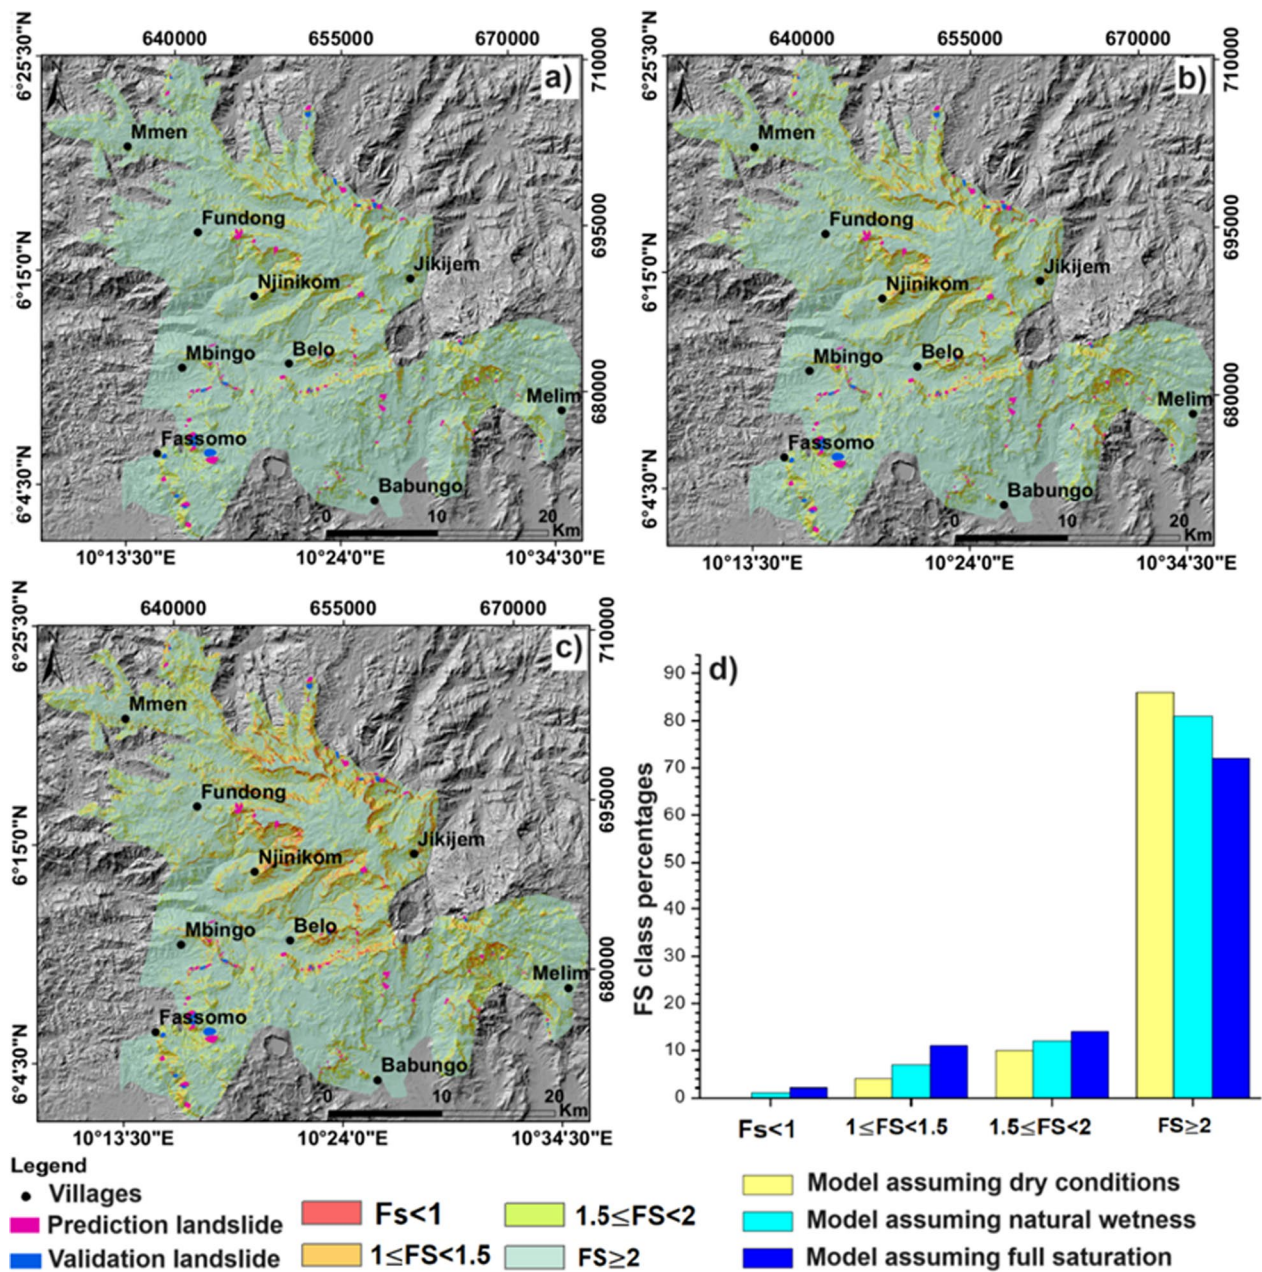 640000 655000 670000
6°25'30"N
710000
a)
N
Mmen
Fundong
695000
6°15'0"N
Jikijem
Njinikom
Mbingo
Belo
Melim
680000
Fassomo
6°4'30"N
Babungo
0 10 20
Km
10°13'30"E 10°24'0"E 10°34'30"E
640000 655000 670000
6°25'30"N
710000
b)
N
Mmen
Fundong
695000
6°15'0"N
Jikijem
Njinikom
Mbingo
Belo
Melim
680000
Fassomo
6°4'30"N
Babungo
0 10 20
Km
10°13'30"E 10°24'0"E 10°34'30"E
640000 655000 670000
6°25'30"N
710000
c)
N
Mmen
Fundong
695000
6°15'0"N
Jikijem
Njinikom
Mbingo
Belo
Melim
680000
Fassomo
6°4'30"N
Babungo
0 10 20
Km
10°13'30"E 10°24'0"E 10°34'30"E
d)
FS class percentages
90
80
70
60
50
40
30
20
10
0
Fs<1 1≤FS<1.5 1.5≤FS<2 FS≥2
Legend
Villages
Prediction landslide
Validation landslide
Fs<1
1≤FS<1.5
1.5≤FS<2
FS≥2
Model assuming dry conditions
Model assuming natural wetness
Model assuming full saturation